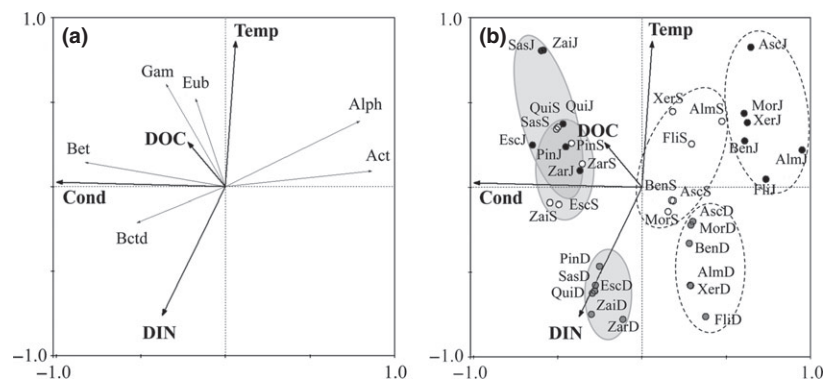 1.0
(a)
Temp
Gam
Eub
Alph
DOC
Bet
Act
Cond
Bctd
DIN
−1.0
−1.0
1.0
1.0
(b)
Temp
SasJ
ZaiJ
AscJ
XerS
AlmS
MorJ
QuiS
QuiJ
XerJ
SasS
DOC
FliS
EscJ
PinS
BenJ
PinJ
AlmJ
ZarJ
ZarS
BenS
AscS
FliJ
Cond
ZaiS
EscS
MorS
AscD
MorD
PinD
BenD
SasD
EscD
AlmD
QuiD
XerD
ZaiD
DIN
ZarD
FliD
−1.0
−1.0
1.0